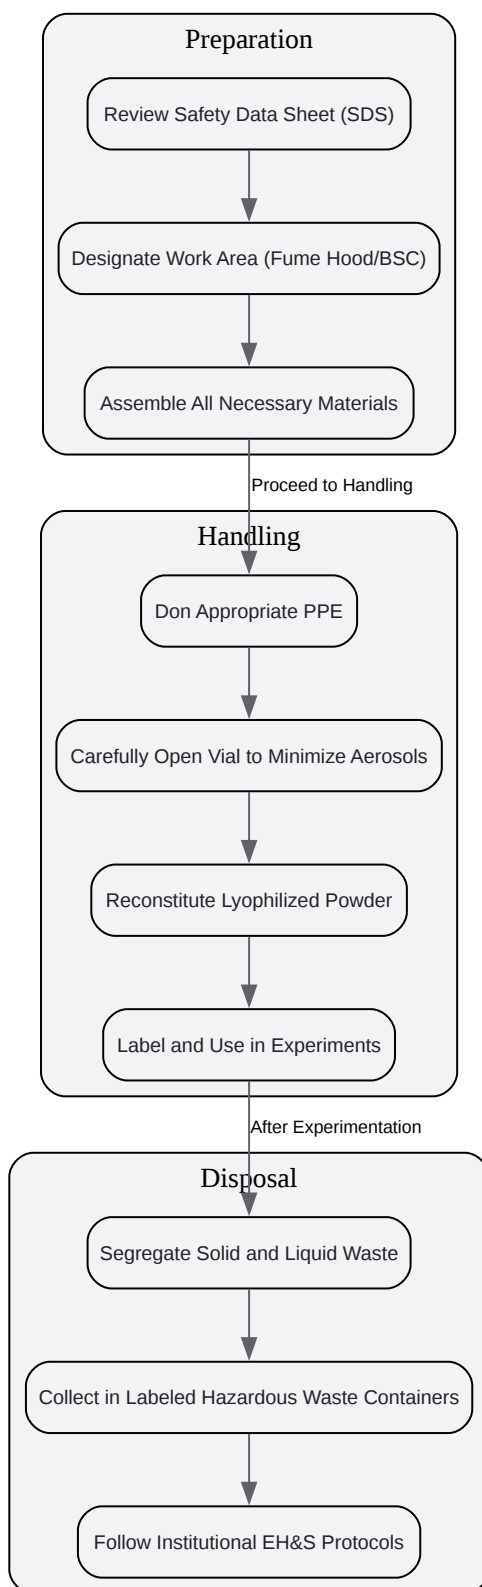 Preparation
Review Safety Data Sheet (SDS)
Designate Work Area (Fume Hood/BSC)
Assemble All Necessary Materials
Proceed to Handling
Handling
Don Appropriate PPE
Carefully Open Vial to Minimize Aerosols
Reconstitute Lyophilized Powder
Label and Use in Experiments
After Experimentation
Disposal
Segregate Solid and Liquid Waste
Collect in Labeled Hazardous Waste Containers
Follow Institutional EH&S Protocols